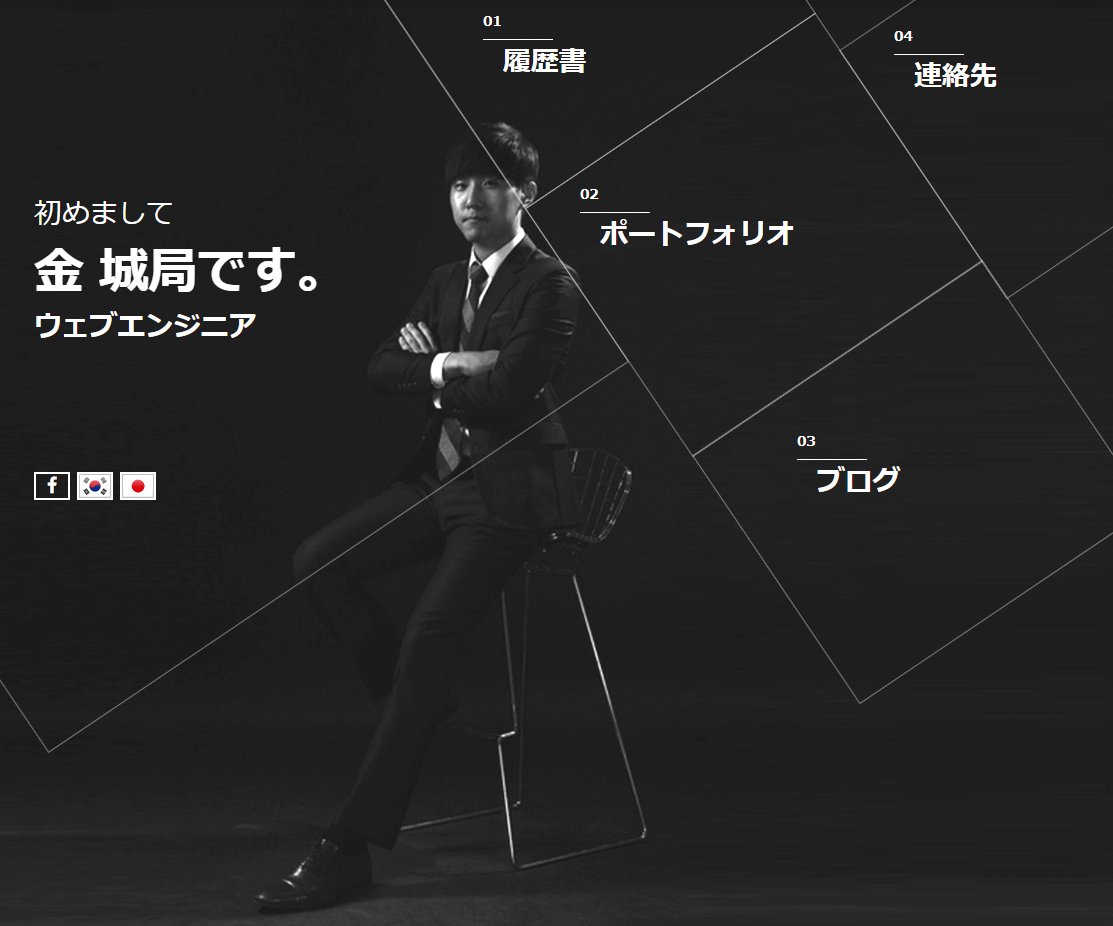 01
履歴書
04
連絡先
02
ポートフォリオ
初めまして
金 城局です。
ウェブエンジニア
03
ブログ
f